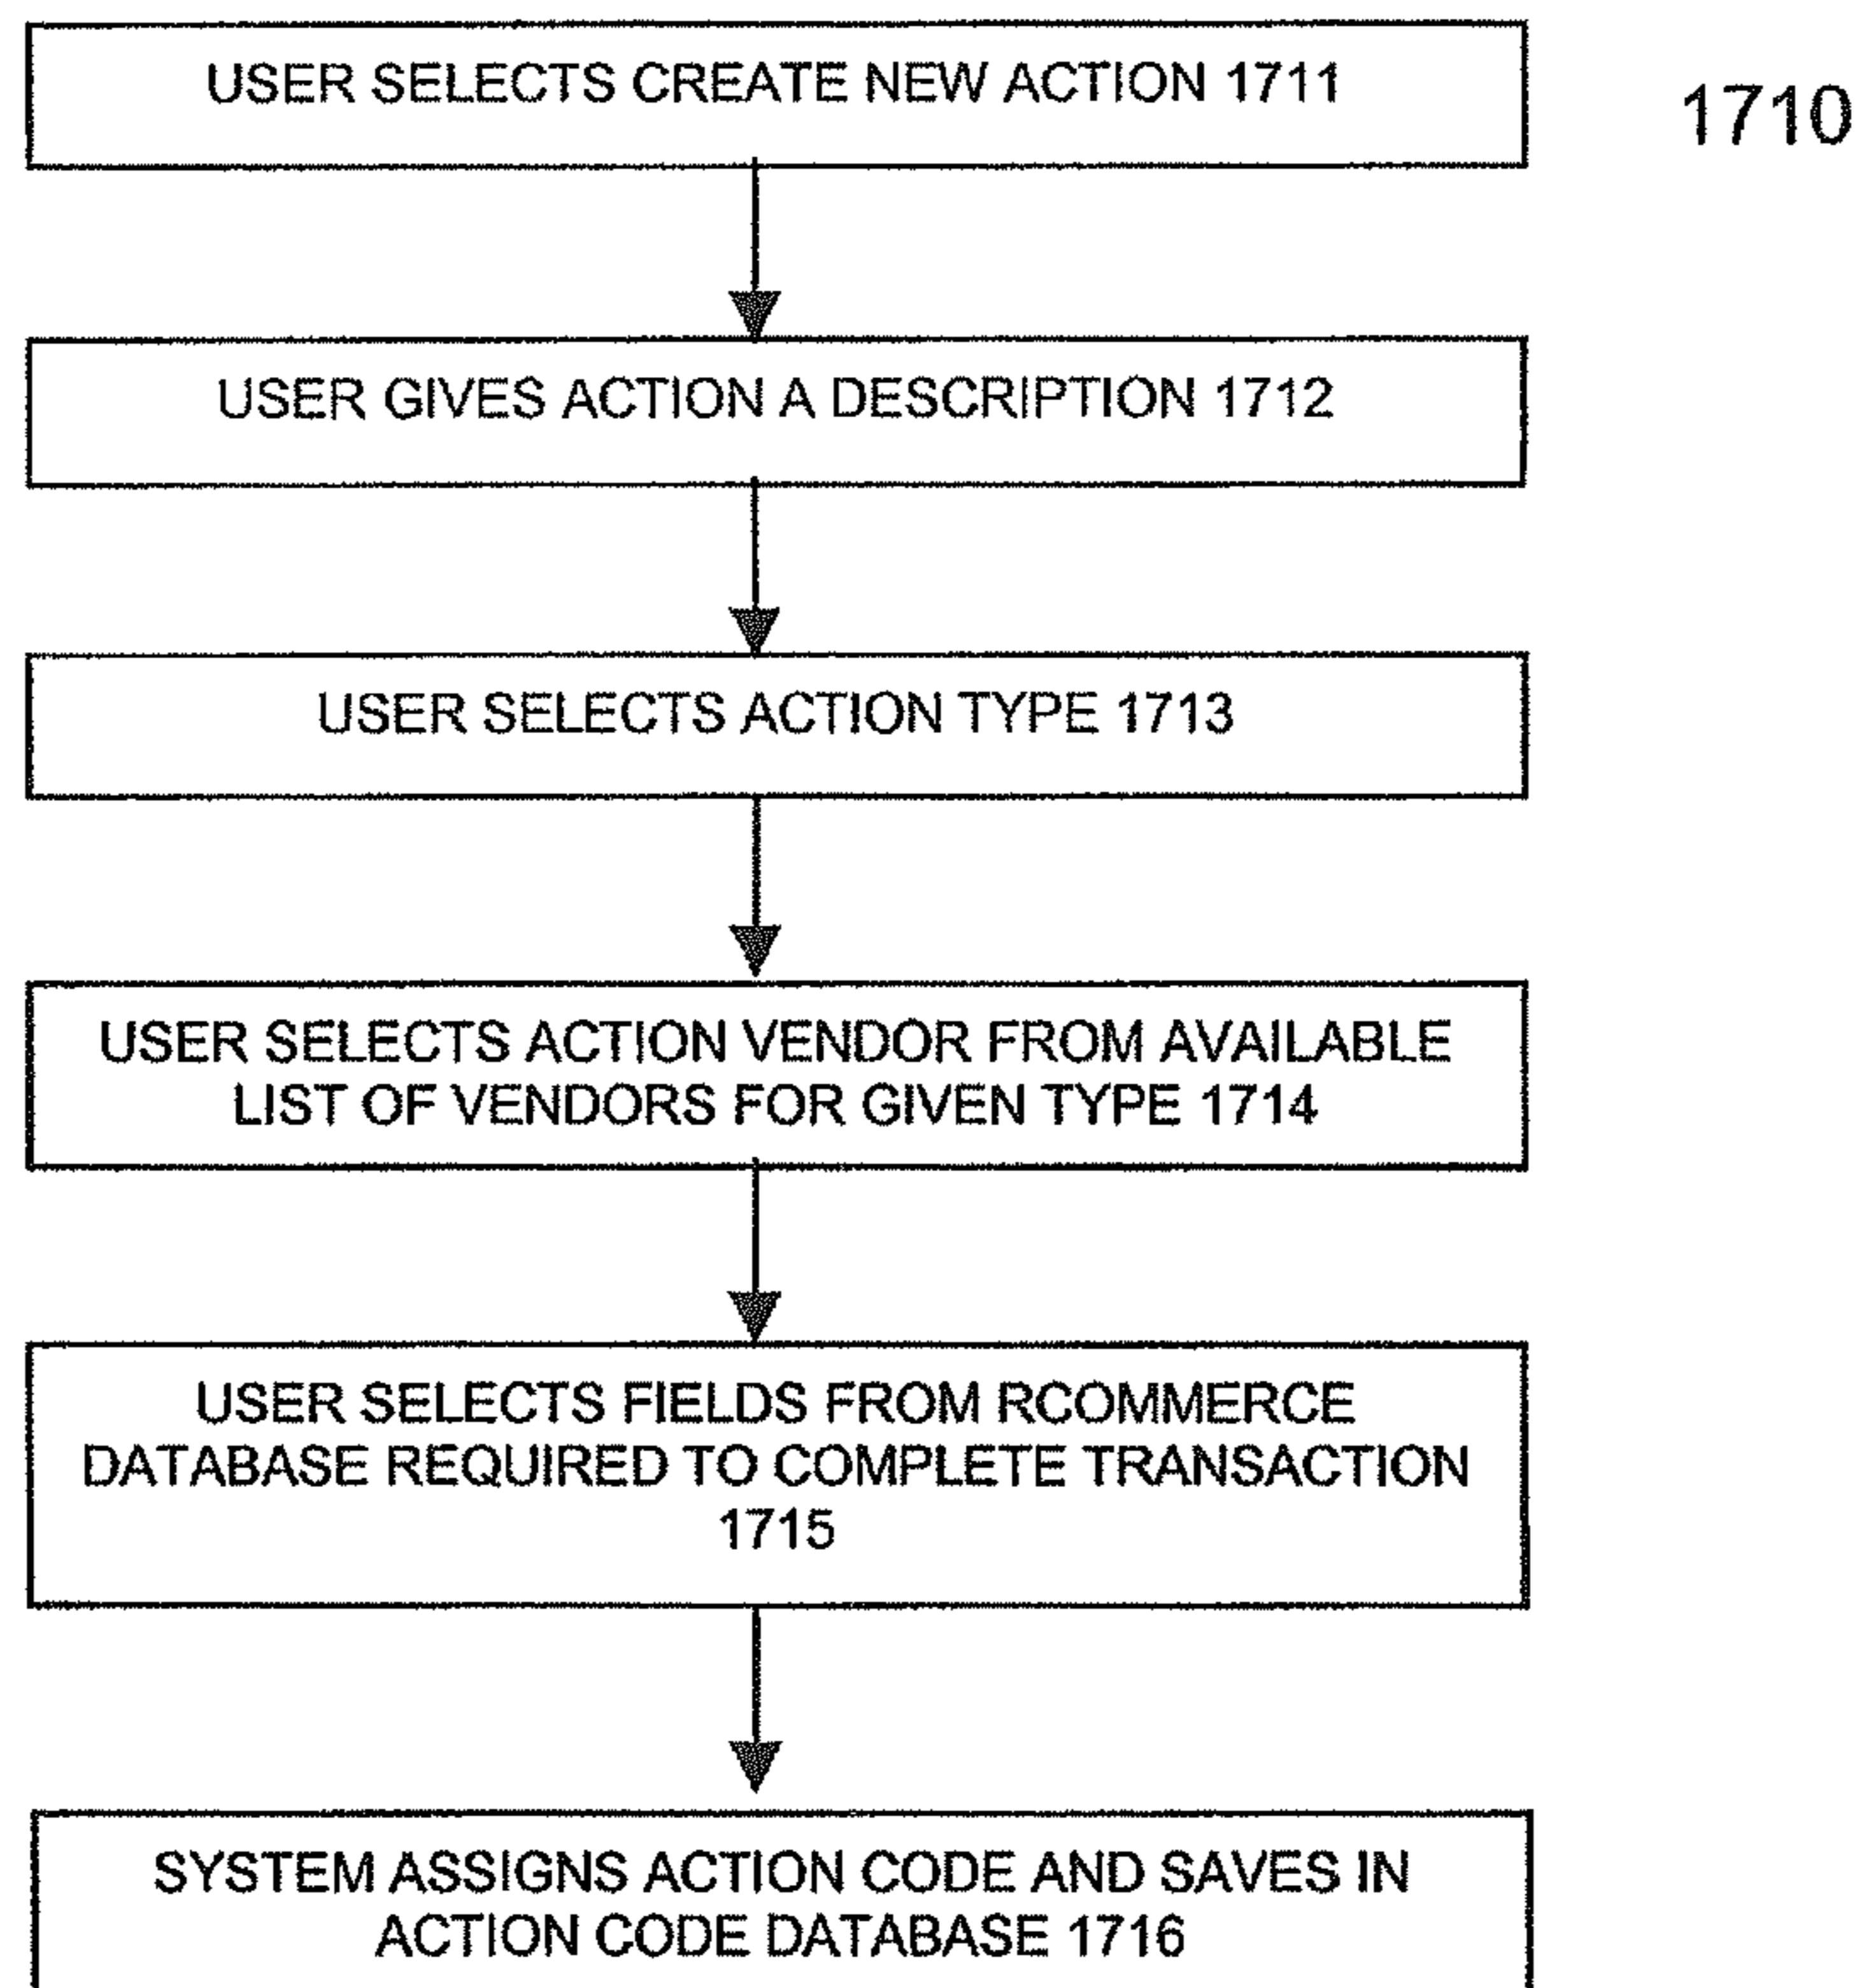 USER SELECTS CREATE NEW ACTION 1711
1710
USER GIVES ACTION A DESCRIPTION 1712
USER SELECTS ACTION TYPE 1713
USER SELECTS ACTION VENDOR FROM AVAILABLE
LIST OF VENDORS FOR GIVEN TYPE 1714
USER SELECTS FIELDS FROM RCOMMERCE
DATABASE REQUIRED TO COMPLETE TRANSACTION
1715
SYSTEM ASSIGNS ACTION CODE AND SAVES IN
ACTION CODE DATABASE 1716